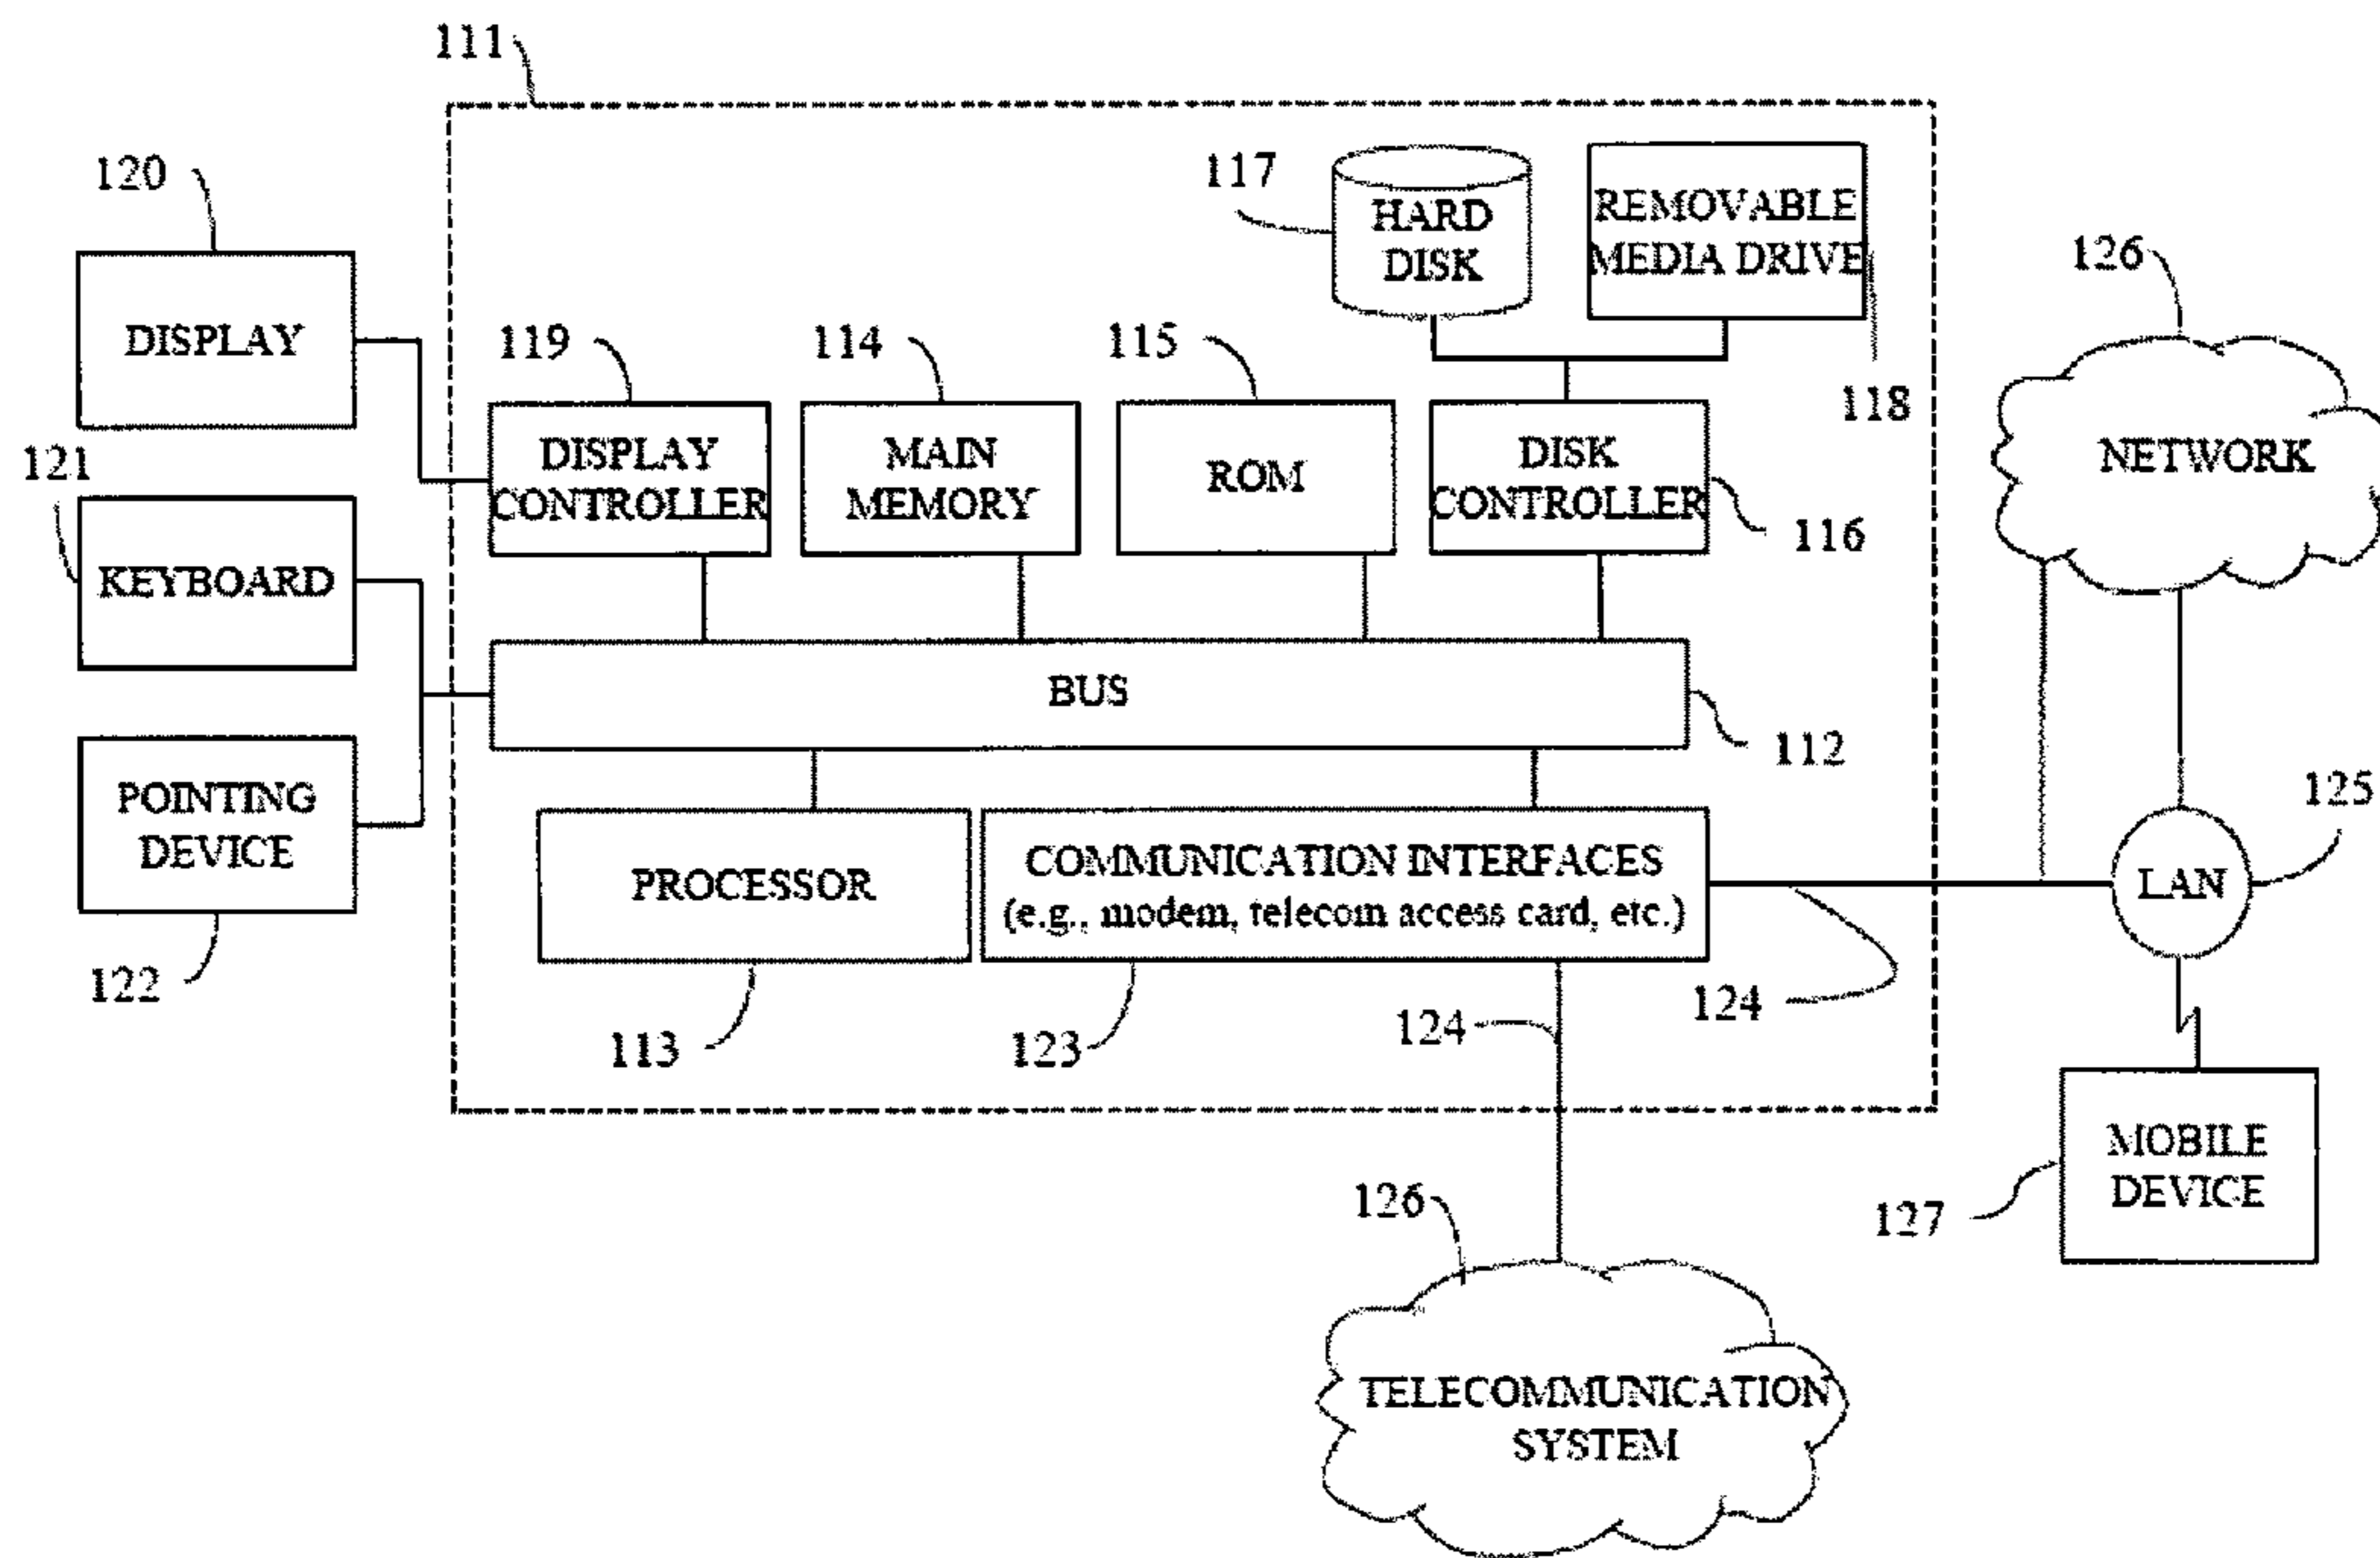 111
120
117
HARD
DISK
REMOVABLE
MEDIA DRIVE
126
DISPLAY
119
114
115
118
121
DISPLAY
CONTROLLER
MAIN
MEMORY
ROM
DISK
CONTROLLER
116
NETWORK
KEYBOARD
BUS
112
POINTING
DEVICE
PROCESSOR
COMMUNICATION INTERFACES
(e.g., modem, telecom access card, etc.)
125
LAN
122
113
123
124
124
126
127
MOBILE
DEVICE
TELECOMMUNICATION
SYSTEM